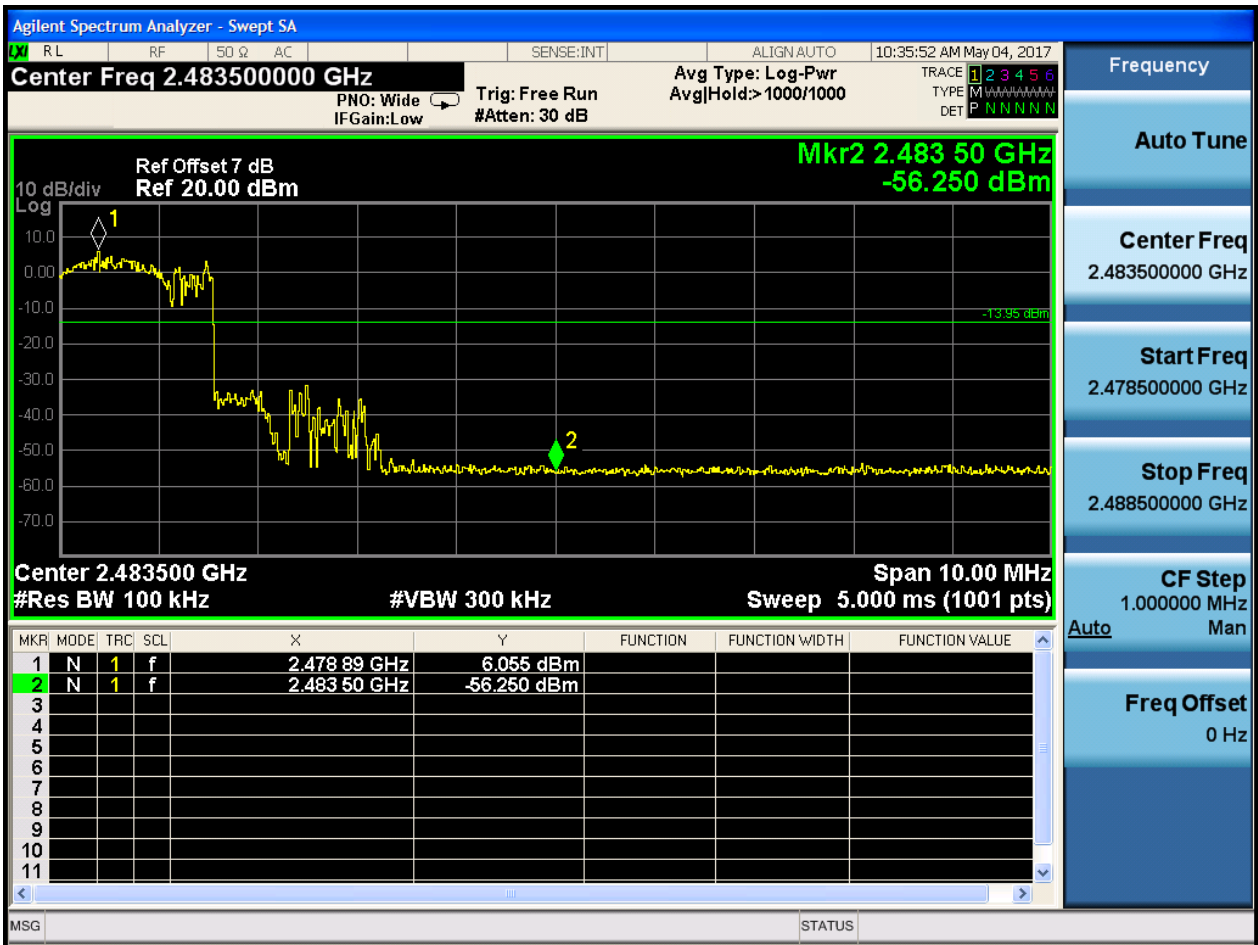 Agilent Spectrum Analyzer - Swept SA
LXI RL RF 50 Ω AC SENSE:INT ALIGN AUTO 10:35:52 AM May 04, 2017
Center Freq 2.483500000 GHz
PNO: Wide
IFGain:Low
Trig: Free Run
#Atten: 30 dB
Avg Type: Log-Pwr
Avg|Hold:>1000/1000
TRACE 1 2 3 4 5 6
TYPE M WWWWW
DET P N N N N N
Ref Offset 7 dB
10 dB/div Ref 20.00 dBm
Log
Mkr2 2.483 50 GHz
-56.250 dBm
1
10.0
0.00
-10.0
-13.95 dBm
-20.0
-30.0
-40.0
2
-50.0
-60.0
-70.0
Center 2.483500 GHz Span 10.00 MHz
#Res BW 100 kHz #VBW 300 kHz Sweep 5.000 ms (1001 pts)
MKR MODE TRC SCL X Y FUNCTION FUNCTION WIDTH FUNCTION VALUE
1 N 1 f 2.478 89 GHz 6.055 dBm
2 N 1 f 2.483 50 GHz -56.250 dBm
3
4
5
6
7
8
9
10
11
MSG STATUS
Frequency
Auto Tune
Center Freq
2.483500000 GHz
Start Freq
2.478500000 GHz
Stop Freq
2.488500000 GHz
CF Step
1.000000 MHz
Auto Man
Freq Offset
0 Hz